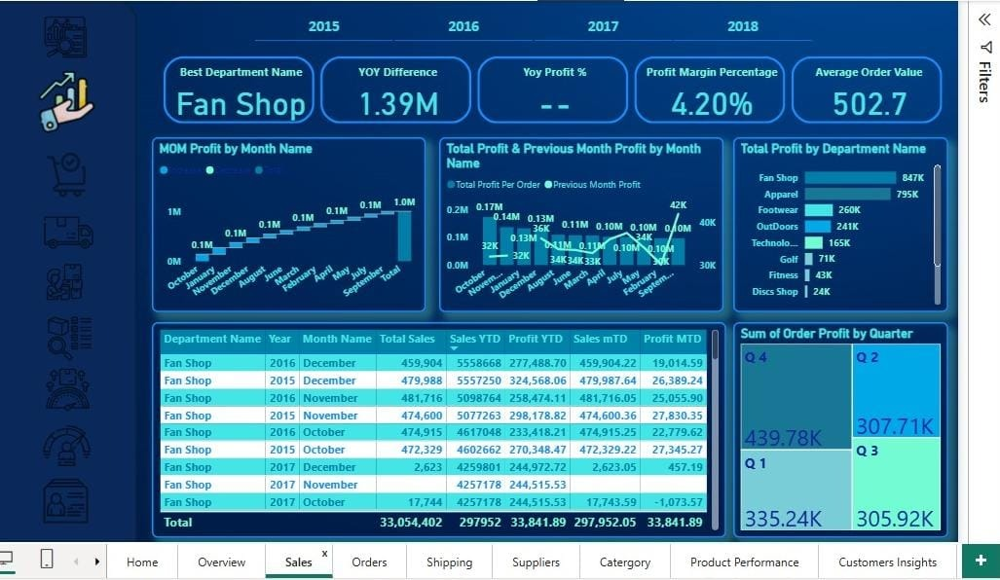 2015 2016 2017 2018
Best Department Name
Fan Shop
YOY Difference
1.39M
Yoy Profit %
--
Profit Margin Percentage
4.20%
Average Order Value
502.7
Filters
MOM Profit by Month Name
1M
0M
0.1M
0.1M
0.1M
0.1M
0.1M
0.1M
1.0M
October
January
November
December
August
June
March
February
April
May
July
September
Total
Total Profit & Previous Month Profit by Month
Name
Total Profit Per Order Previous Month Profit
0.2M
0.1M
0.0M
0.17M
0.14M
0.13M
0.13M
0.11M
0.11M
0.11M
0.10M
0.10M
0.10M
0.10M
0.10M
32K
32K
36K
34K
34K
33K
34K
30K
42K
40K
30K
October
Novem...
January
December
August
June
March
April
July
May
February
Septem...
Total Profit by Department Name
Fan Shop 847K
Apparel 795K
Footwear 260K
OutDoors 241K
Technolo... 165K
Golf 71K
Fitness 43K
Discs Shop 24K
Department Name Year Month Name Total Sales Sales YTD Profit YTD Sales mTD Profit MTD
Fan Shop 2016 December 459,904 5558668 277,488.70 459,904.22 19,014.59
Fan Shop 2015 December 479,988 5557250 324,568.06 479,987.64 26,389.24
Fan Shop 2016 November 481,716 5098764 258,474.11 481,716.05 25,055.90
Fan Shop 2015 November 474,600 5077263 298,178.82 474,600.36 27,830.35
Fan Shop 2016 October 474,915 4617048 233,418.21 474,915.25 22,779.62
Fan Shop 2015 October 472,329 4602662 270,348.47 472,329.22 27,345.27
Fan Shop 2017 December 2,623 4259801 244,972.72 2,623.05 457.19
Fan Shop 2017 November 4257178 244,515.53
Fan Shop 2017 October 17,744 4257178 244,515.53 17,743.59 -1,073.57
Total 33,054,402 297952 33,841.89 297,952.05 33,841.89
Sum of Order Profit by Quarter
Q 4
439.78K
Q 2
307.71K
Q 1
335.24K
Q 3
305.92K
Home Overview Sales x Orders Shipping Suppliers Catergory Product Performance Customers Insights +